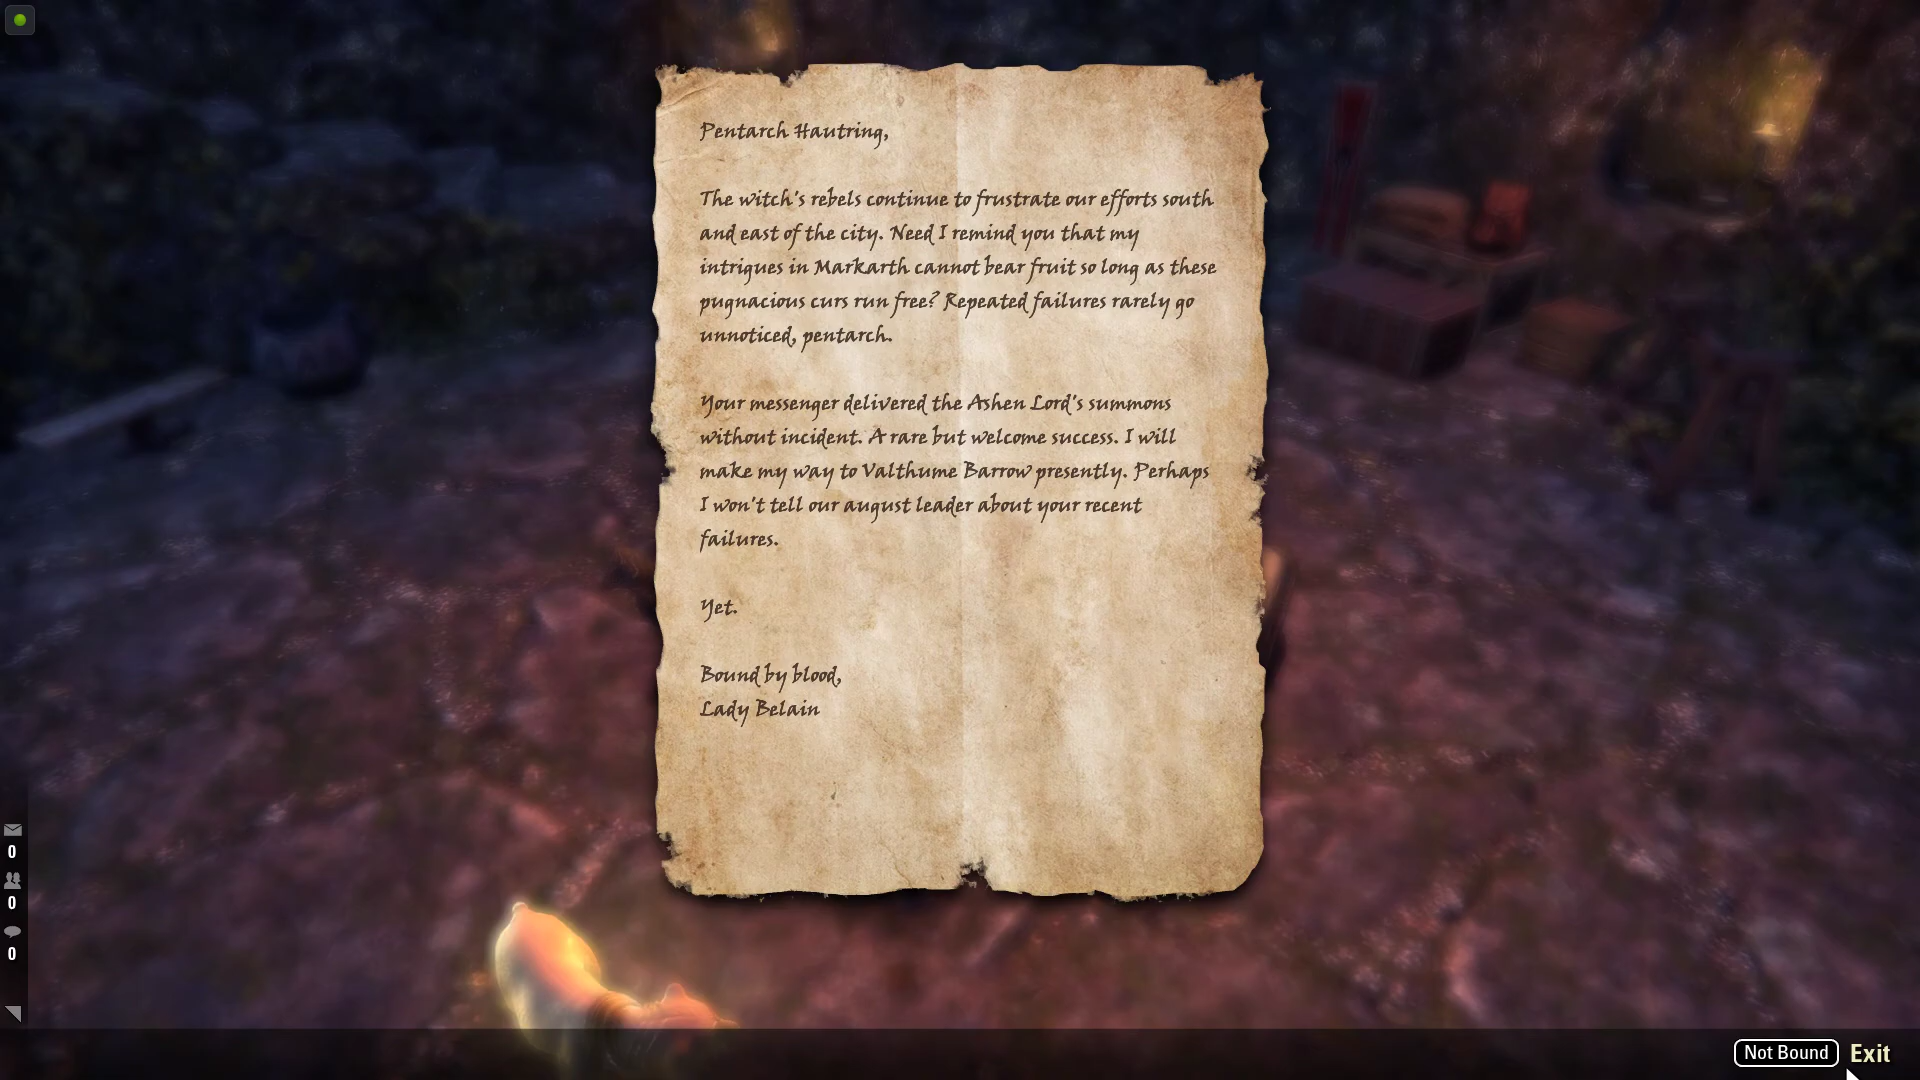 Pentarch Hautring,
The witch's rebels continue to frustrate our efforts south
and east of the city. Need I remind you that my
intrigues in Markarth cannot bear fruit so long as these
pugnacious curs run free? Repeated failures rarely go
unnoticed, pentarch.
Your messenger delivered the Ashen Lord's summons
without incident. A rare but welcome success. I will
make my way to Valthume Barrow presently. Perhaps
I won't tell our august leader about your recent
failures.
Yet.
Bound by blood,
Lady Belain
0
0
0
Not Bound Exit